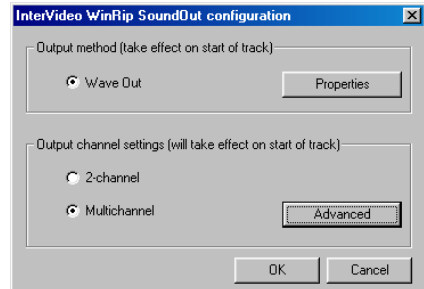 InterVideo WinRip SoundOut configuration
Output method (take effect on start of track)
Wave Out
Properties
Output channel settings (will take effect on start of track)
2-channel
Multichannel
Advanced
OK
Cancel